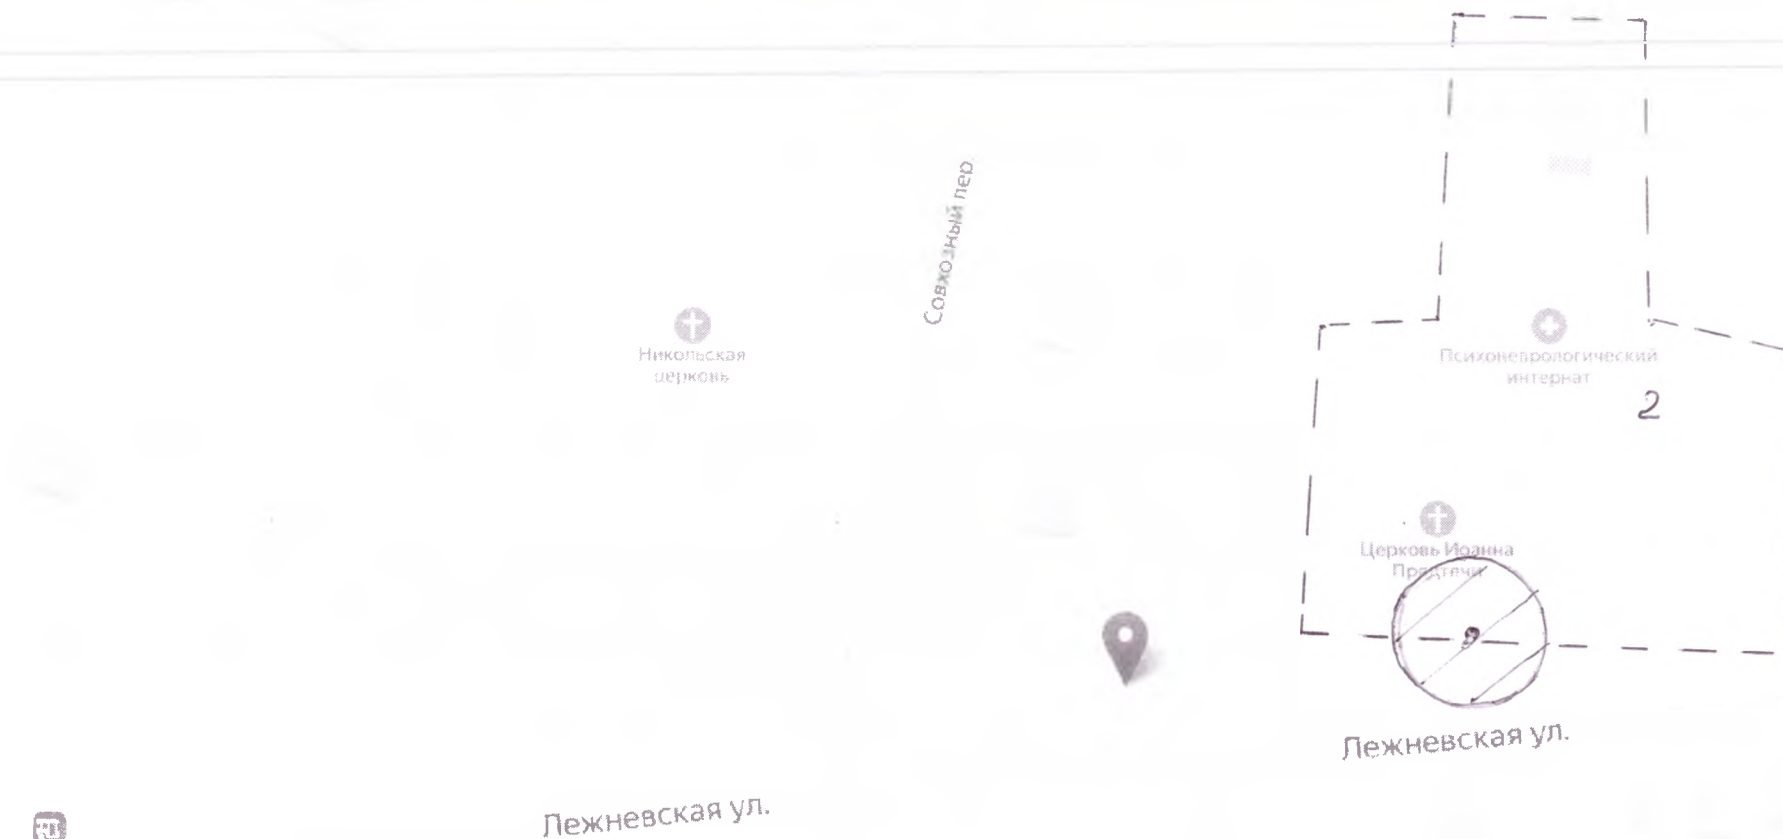 Совхозный пер.
Никольская
церковь
Психоневрологический
интернат
2
Церковь Иоанна
Предтечи
Лежневская ул.
Лежневская ул.